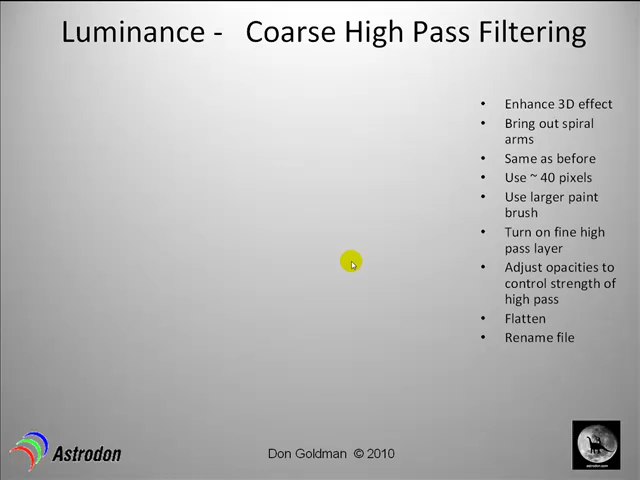 Luminance - Coarse High Pass Filtering
• Enhance 3D effect
• Bring out spiral
arms
• Same as before
• Use ~ 40 pixels
• Use larger paint
brush
• Turn on fine high
pass layer
• Adjust opacities to
control strength of
high pass
• Flatten
• Rename file
Astrodon
Don Goldman © 2010